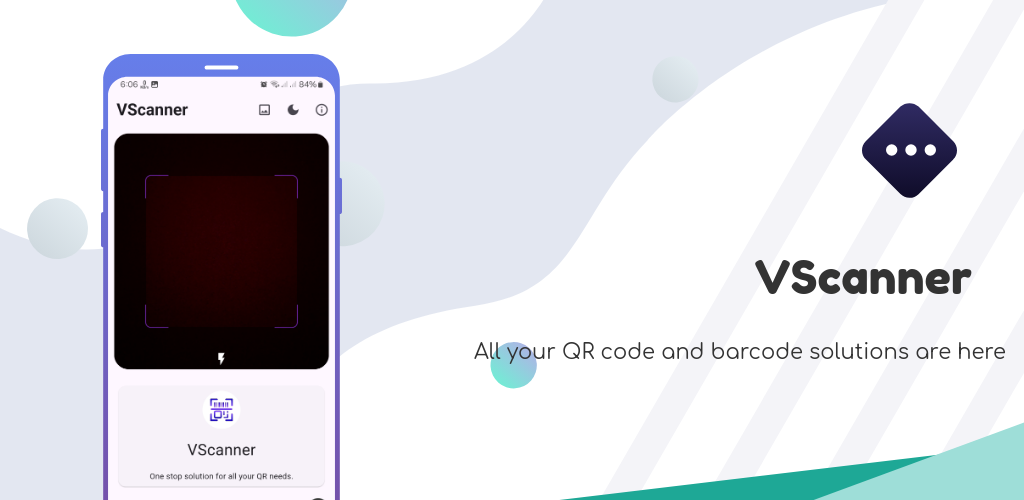 6:06
84%
VScanner
VScanner
One stop solution for all your QR needs.
VScanner
All your QR code and barcode solutions are here